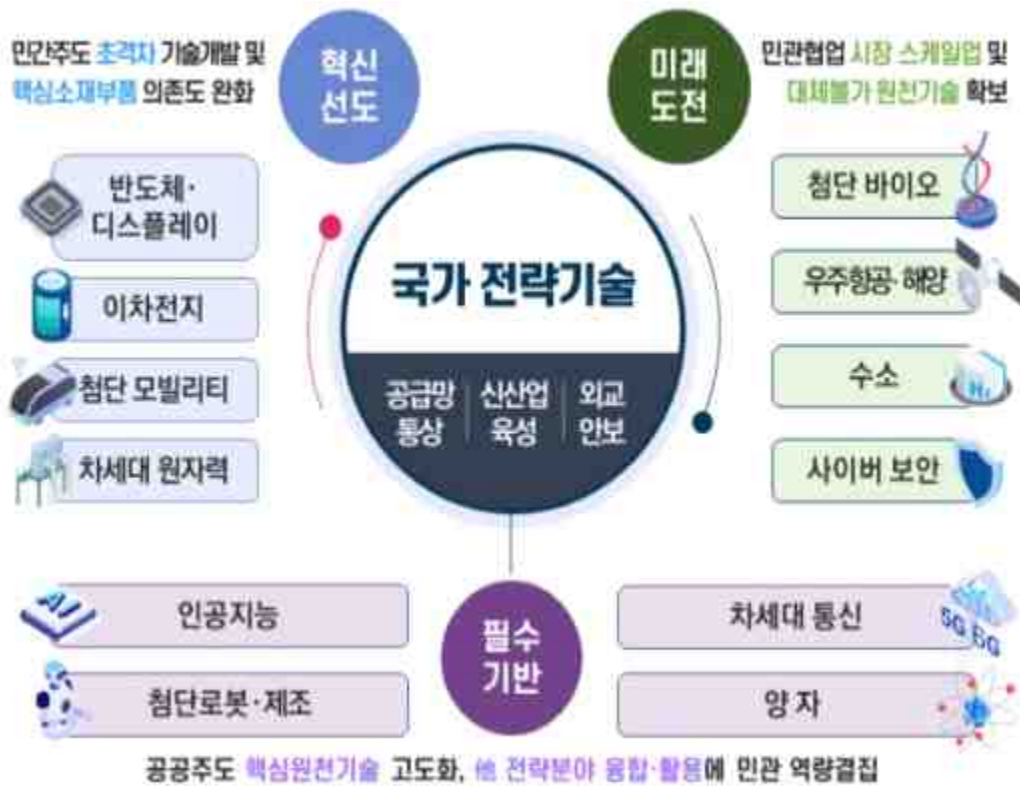 민간주도 초격차 기술개발 및
핵심소재부품 의존도 완화
혁신
선도
미래
도전
민관협업 시장 스케일업 및
대체불가 원천기술 확보
반도체·
디스플레이
이차전지
첨단 모빌리티
차세대 원자력
국가 전략기술
공급망 신산업 외교
통상 육성 안보
첨단 바이오
우주항공·해양
수소
H₂
사이버 보안
AI
인공지능
첨단로봇·제조
필수
기반
차세대 통신
5G 6G
양 자
공공주도 핵심원천기술 고도화, 他 전략분야 융합·활용에 민관 역량결집